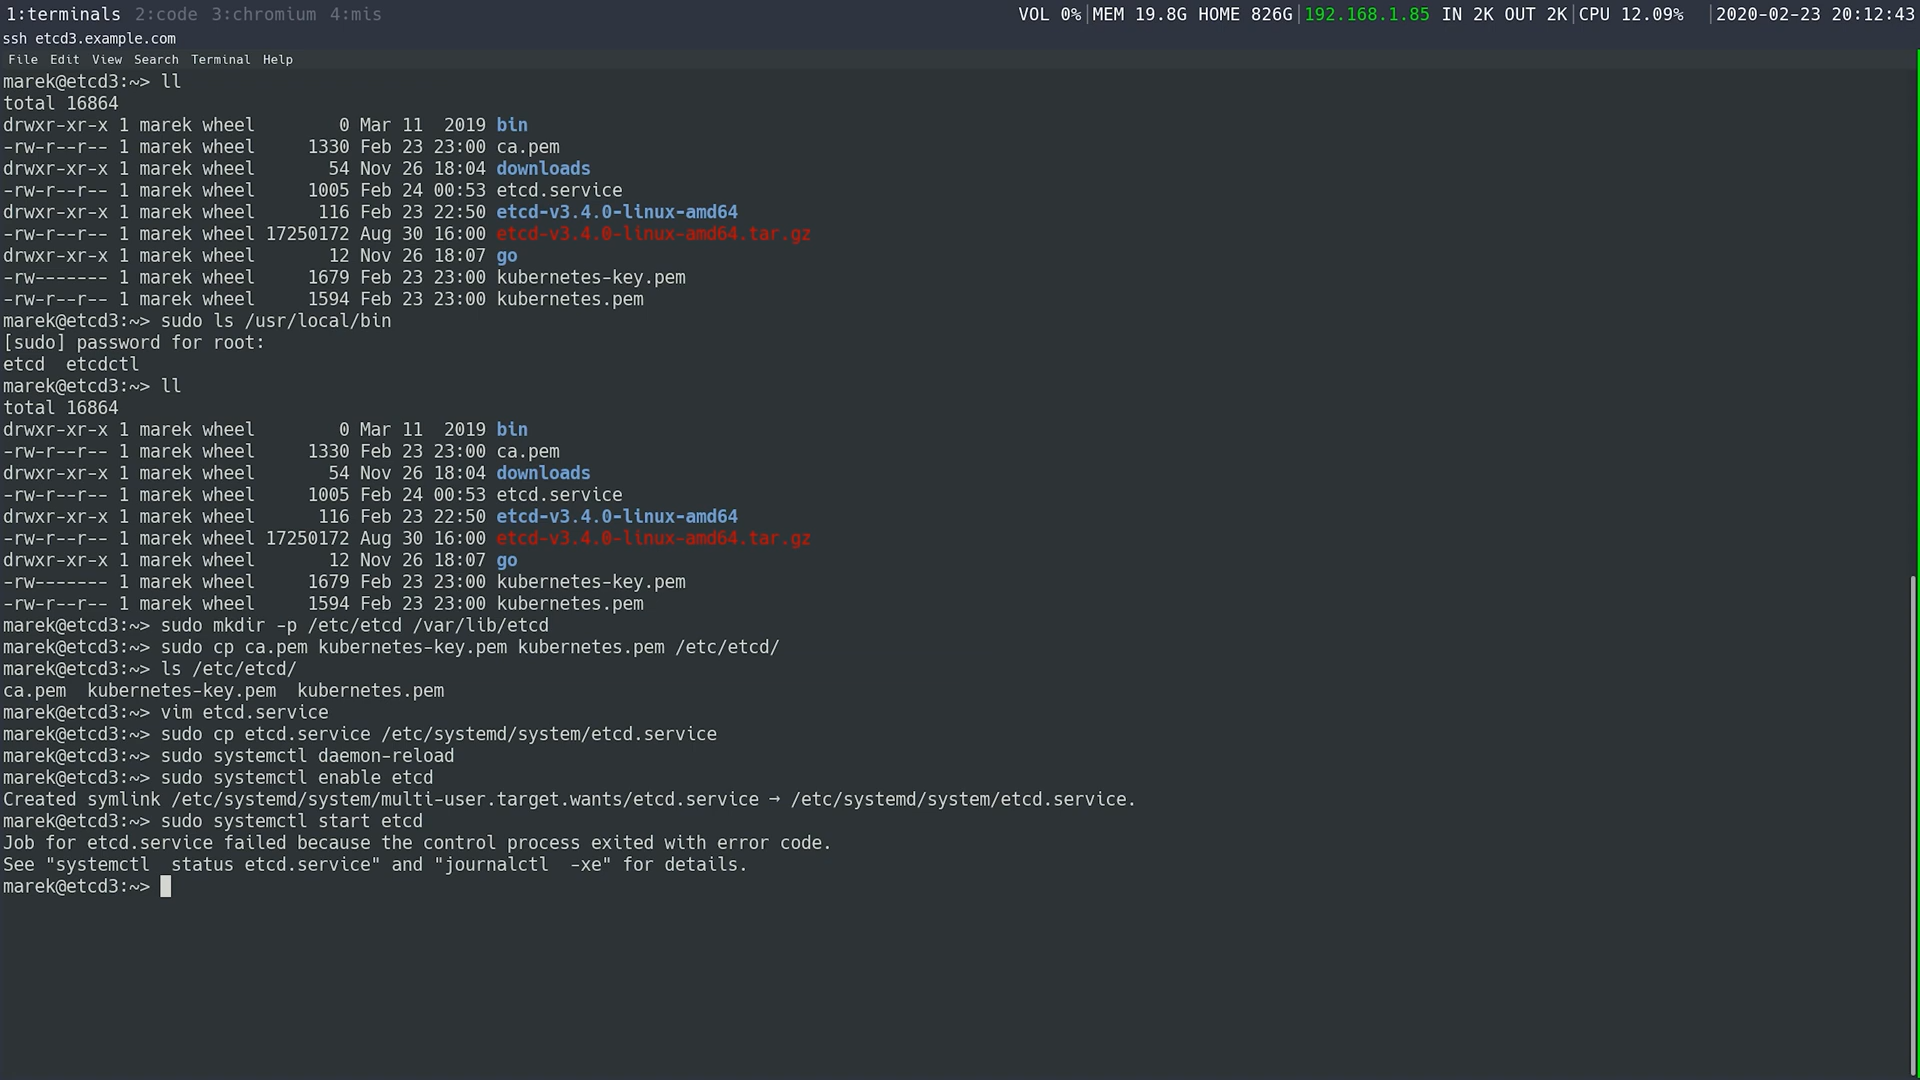 1:terminals 2:code 3:chromium 4:mis VOL 0%|MEM 19.8G HOME 826G|192.168.1.85 IN 2K OUT 2K|CPU 12.09% |2020-02-23 20:12:43
ssh etcd3.example.com
File Edit View Search Terminal Help
marek@etcd3:~> ll
total 16864
drwxr-xr-x 1 marek wheel        0 Mar 11  2019 bin
-rw-r--r-- 1 marek wheel     1330 Feb 23 23:00 ca.pem
drwxr-xr-x 1 marek wheel       54 Nov 26 18:04 downloads
-rw-r--r-- 1 marek wheel     1005 Feb 24 00:53 etcd.service
drwxr-xr-x 1 marek wheel      116 Feb 23 22:50 etcd-v3.4.0-linux-amd64
-rw-r--r-- 1 marek wheel 17250172 Aug 30 16:00 etcd-v3.4.0-linux-amd64.tar.gz
drwxr-xr-x 1 marek wheel       12 Nov 26 18:07 go
-rw------- 1 marek wheel     1679 Feb 23 23:00 kubernetes-key.pem
-rw-r--r-- 1 marek wheel     1594 Feb 23 23:00 kubernetes.pem
marek@etcd3:~> sudo ls /usr/local/bin
[sudo] password for root:
etcd  etcdctl
marek@etcd3:~> ll
total 16864
drwxr-xr-x 1 marek wheel        0 Mar 11  2019 bin
-rw-r--r-- 1 marek wheel     1330 Feb 23 23:00 ca.pem
drwxr-xr-x 1 marek wheel       54 Nov 26 18:04 downloads
-rw-r--r-- 1 marek wheel     1005 Feb 24 00:53 etcd.service
drwxr-xr-x 1 marek wheel      116 Feb 23 22:50 etcd-v3.4.0-linux-amd64
-rw-r--r-- 1 marek wheel 17250172 Aug 30 16:00 etcd-v3.4.0-linux-amd64.tar.gz
drwxr-xr-x 1 marek wheel       12 Nov 26 18:07 go
-rw------- 1 marek wheel     1679 Feb 23 23:00 kubernetes-key.pem
-rw-r--r-- 1 marek wheel     1594 Feb 23 23:00 kubernetes.pem
marek@etcd3:~> sudo mkdir -p /etc/etcd /var/lib/etcd
marek@etcd3:~> sudo cp ca.pem kubernetes-key.pem kubernetes.pem /etc/etcd/
marek@etcd3:~> ls /etc/etcd/
ca.pem  kubernetes-key.pem  kubernetes.pem
marek@etcd3:~> vim etcd.service
marek@etcd3:~> sudo cp etcd.service /etc/systemd/system/etcd.service
marek@etcd3:~> sudo systemctl daemon-reload
marek@etcd3:~> sudo systemctl enable etcd
Created symlink /etc/systemd/system/multi-user.target.wants/etcd.service → /etc/systemd/system/etcd.service.
marek@etcd3:~> sudo systemctl start etcd
Job for etcd.service failed because the control process exited with error code.
See "systemctl  status etcd.service" and "journalctl  -xe" for details.
marek@etcd3:~>